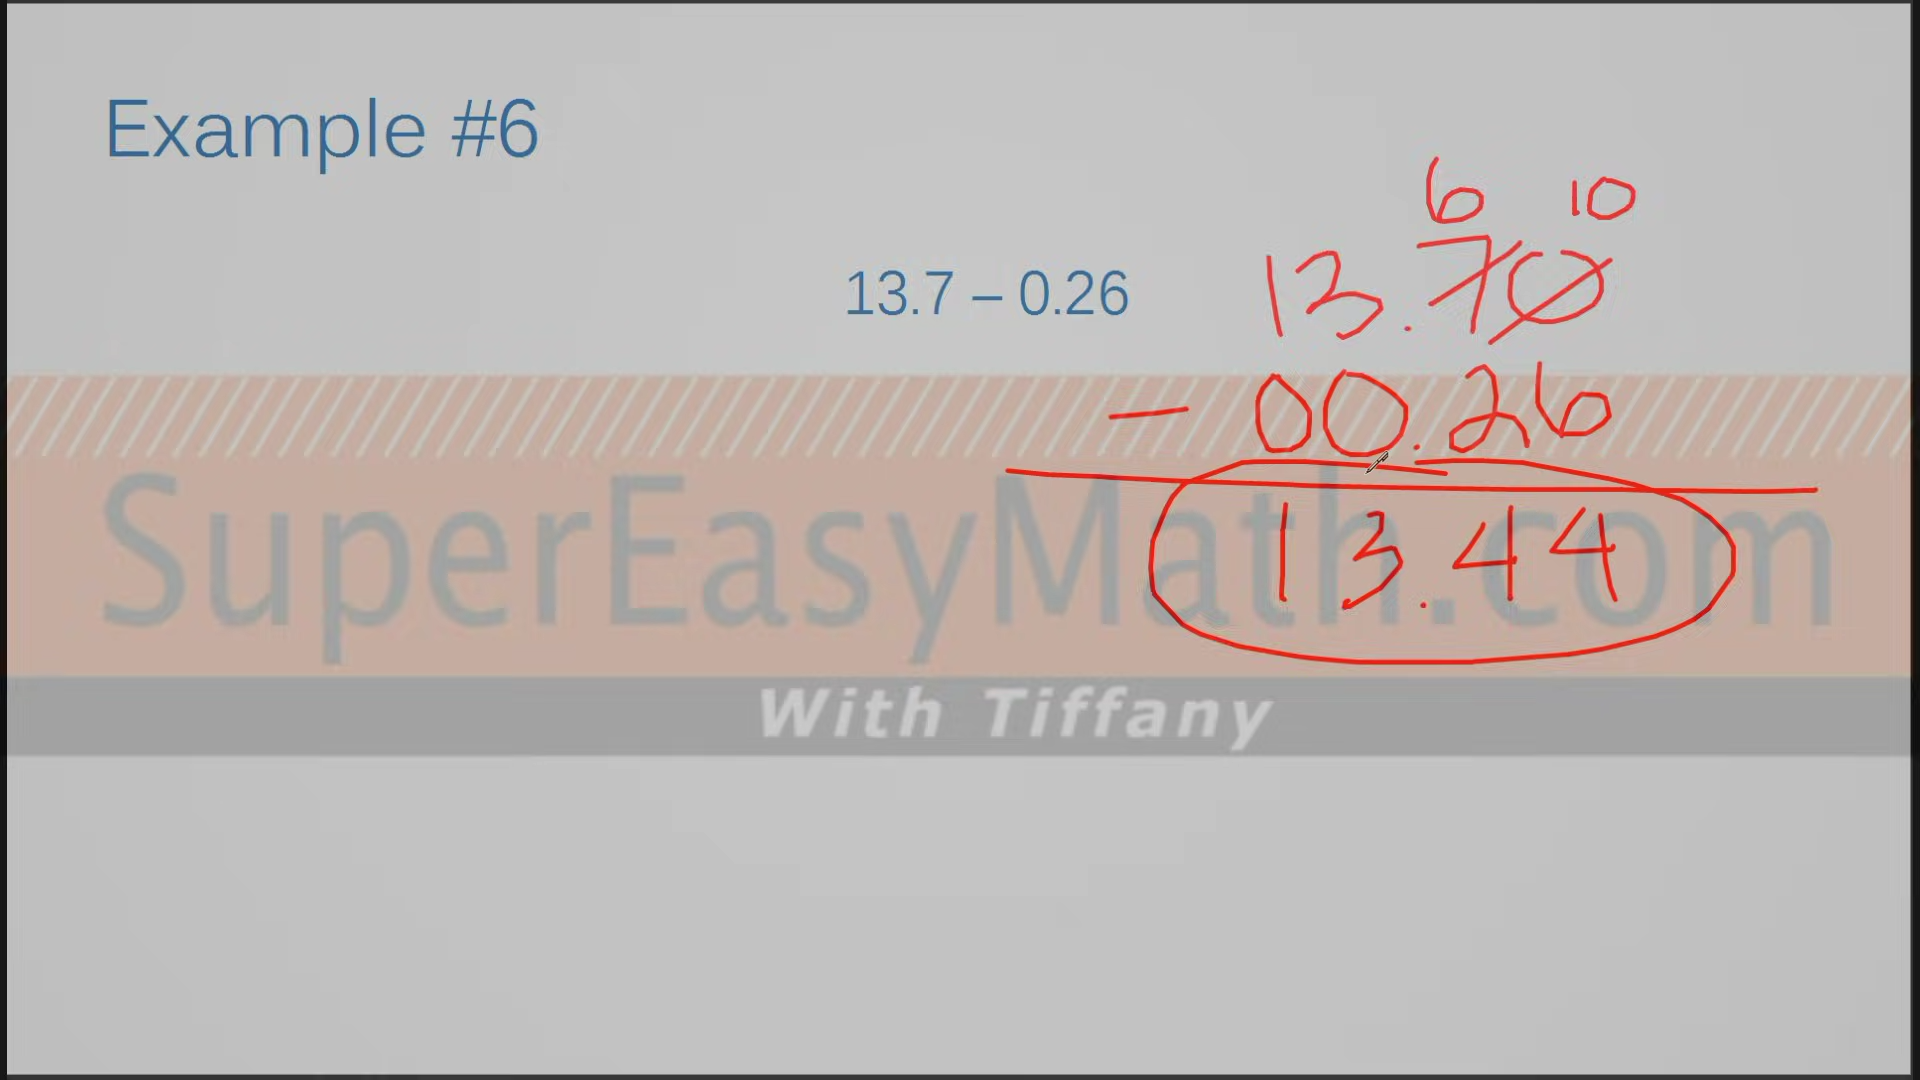 Example #6
6 10
13.7 – 0.26
13.70
– 00.26
SuperEasyMath.com
13.44
With Tiffany